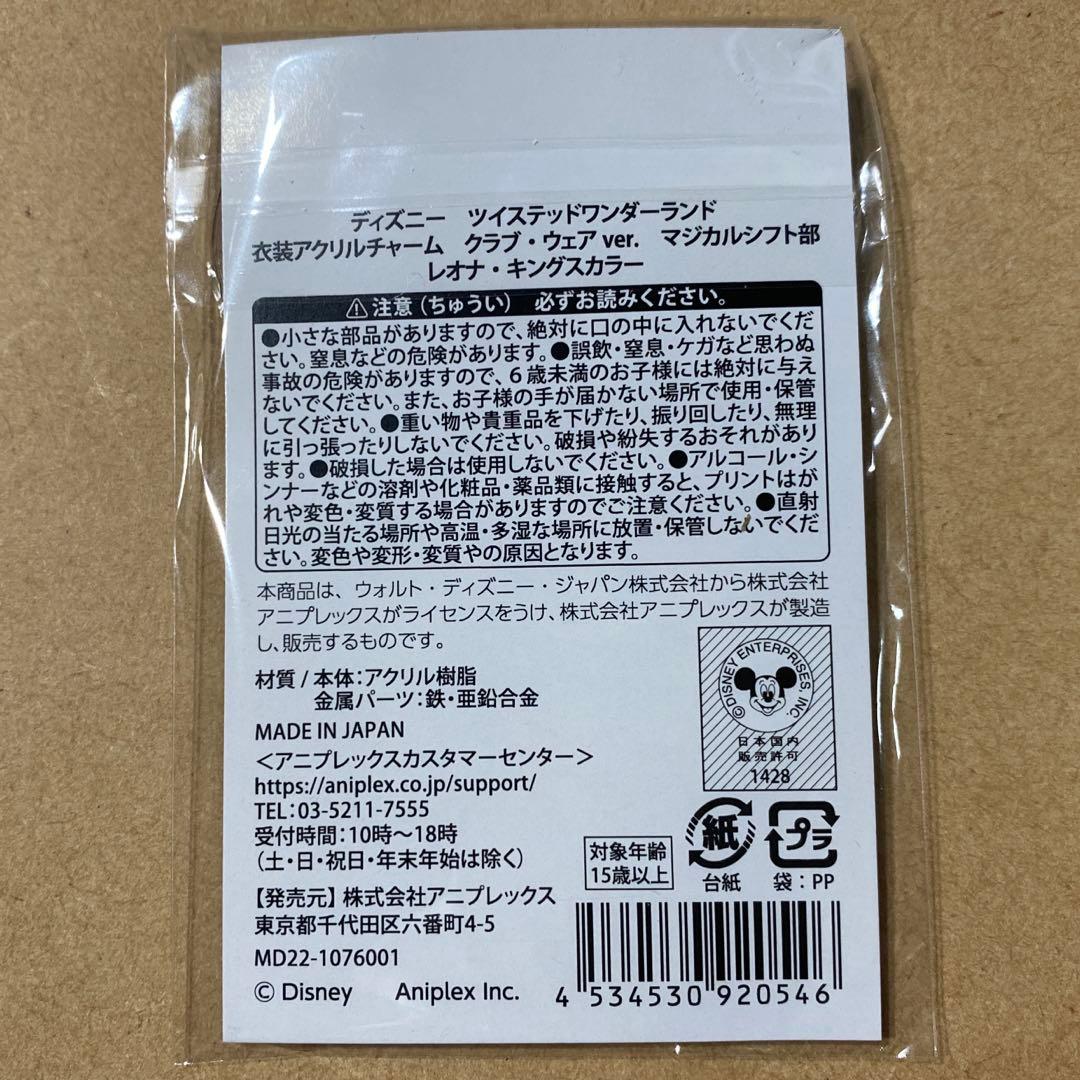 ディズニー　ツイステッドワンダーランド
衣装アクリルチャーム　クラブ・ウェア ver.　マジカルシフト部
レオナ・キングスカラー
⚠注意（ちゅうい）　必ずお読みください。
●小さな部品がありますので、絶対に口の中に入れないでくだ
さい。窒息などの危険があります。●誤飲・窒息・ケガなど思わぬ
事故の危険がありますので、6歳未満のお子様には絶対に与え
ないでください。また、お子様の手が届かない場所で使用・保管
してください。●重い物や貴重品を下げたり、振り回したり、無理
に引っ張ったりしないでください。破損や紛失するおそれがあり
ます。●破損した場合は使用しないでください。●アルコール・シ
ンナーなどの溶剤や化粧品・薬品類に接触すると、プリントはが
れや変色・変質する場合がありますのでご注意ください。●直射
日光の当たる場所や高温・多湿な場所に放置・保管しないでくだ
さい。変色や変形・変質やの原因となります。
本商品は、ウォルト・ディズニー・ジャパン株式会社から株式会社
アニプレックスがライセンスをうけ、株式会社アニプレックスが製造
し、販売するものです。
材質 / 本体：アクリル樹脂
金属パーツ：鉄・亜鉛合金
MADE IN JAPAN
＜アニプレックスカスタマーセンター＞
https://aniplex.co.jp/support/
TEL：03-5211-7555
受付時間：10時～18時
（土・日・祝日・年末年始は除く）
【発売元】株式会社アニプレックス
東京都千代田区六番町4-5
MD22-1076001
© Disney　Aniplex Inc.
© DISNEY ENTERPRISES, INC.
日本国内
販売許可
1428
紙
台紙
プラ
袋：PP
対象年齢
15歳以上
4 534530 920546